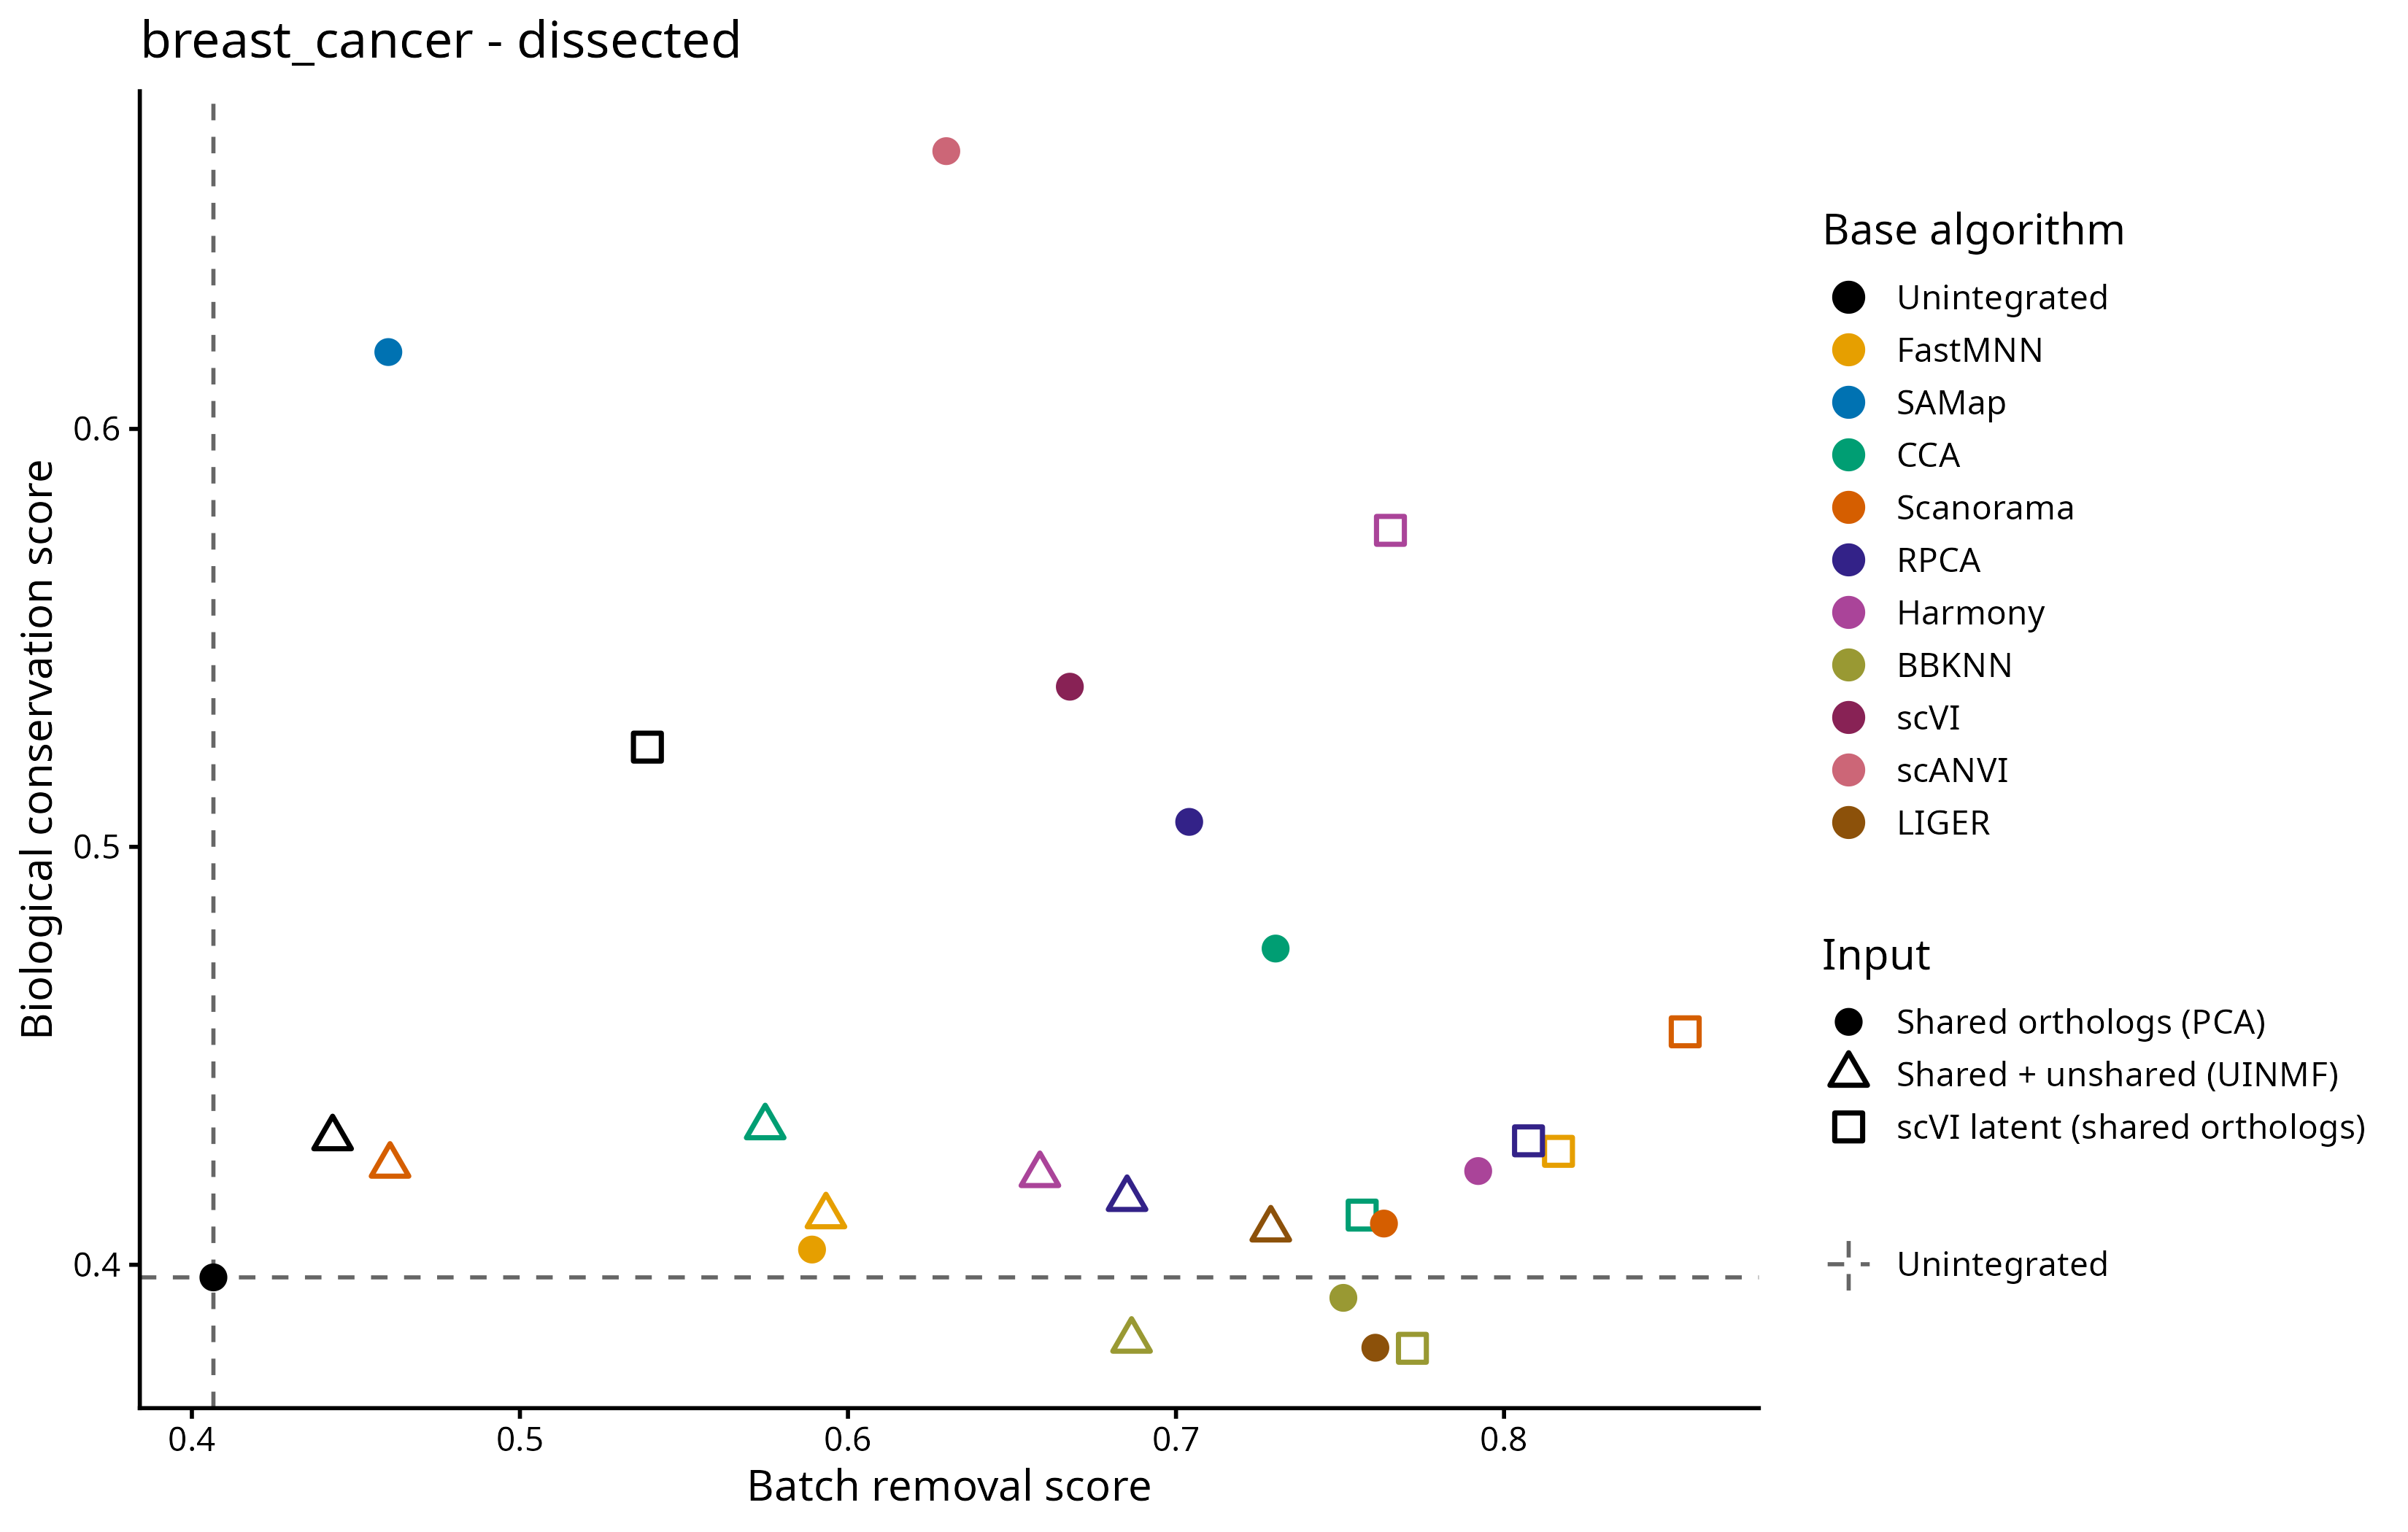 breast_cancer - dissected
Biological conservation score
0.6
0.5
0.4
0.4
0.5
0.6
0.7
0.8
Batch removal score
Base algorithm
Unintegrated
FastMNN
SAMap
CCA
Scanorama
RPCA
Harmony
BBKNN
scVI
scANVI
LIGER
Input
Shared orthologs (PCA)
Shared + unshared (UINMF)
scVI latent (shared orthologs)
Unintegrated